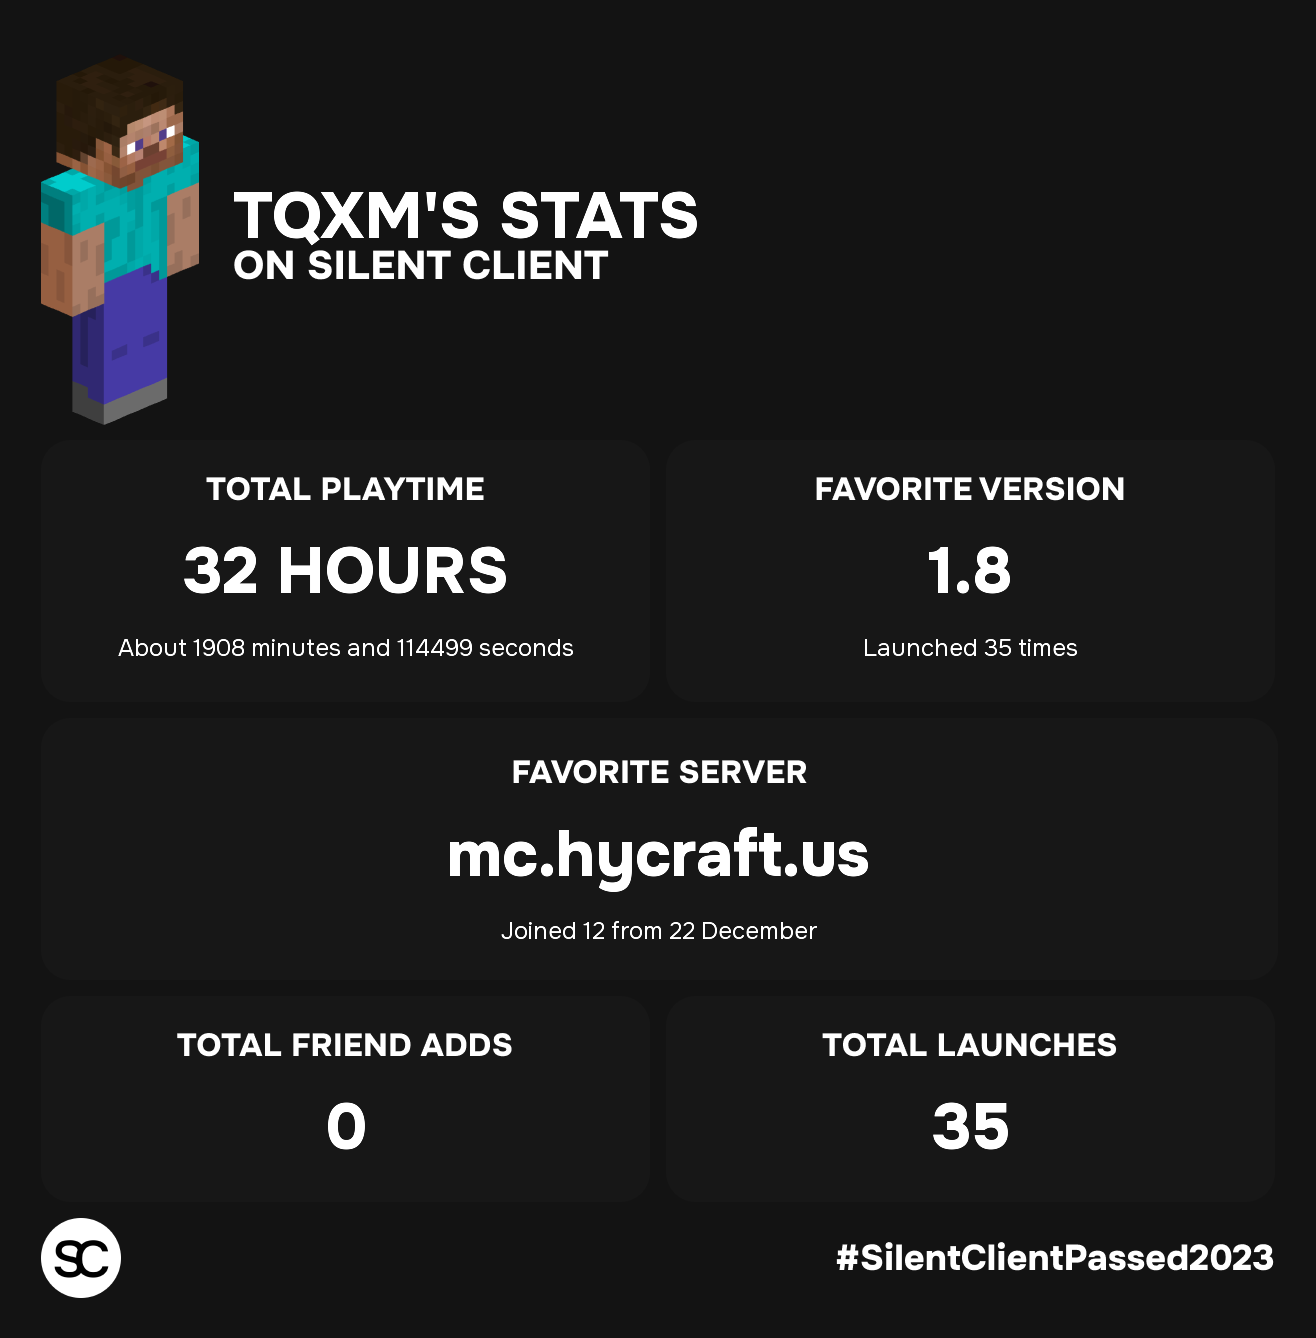 TQXM'S STATS
ON SILENT CLIENT
TOTAL PLAYTIME
32 HOURS
About 1908 minutes and 114499 seconds
FAVORITE VERSION
1.8
Launched 35 times
FAVORITE SERVER
mc.hycraft.us
Joined 12 from 22 December
TOTAL FRIEND ADDS
0
TOTAL LAUNCHES
35
SC
#SilentClientPassed2023